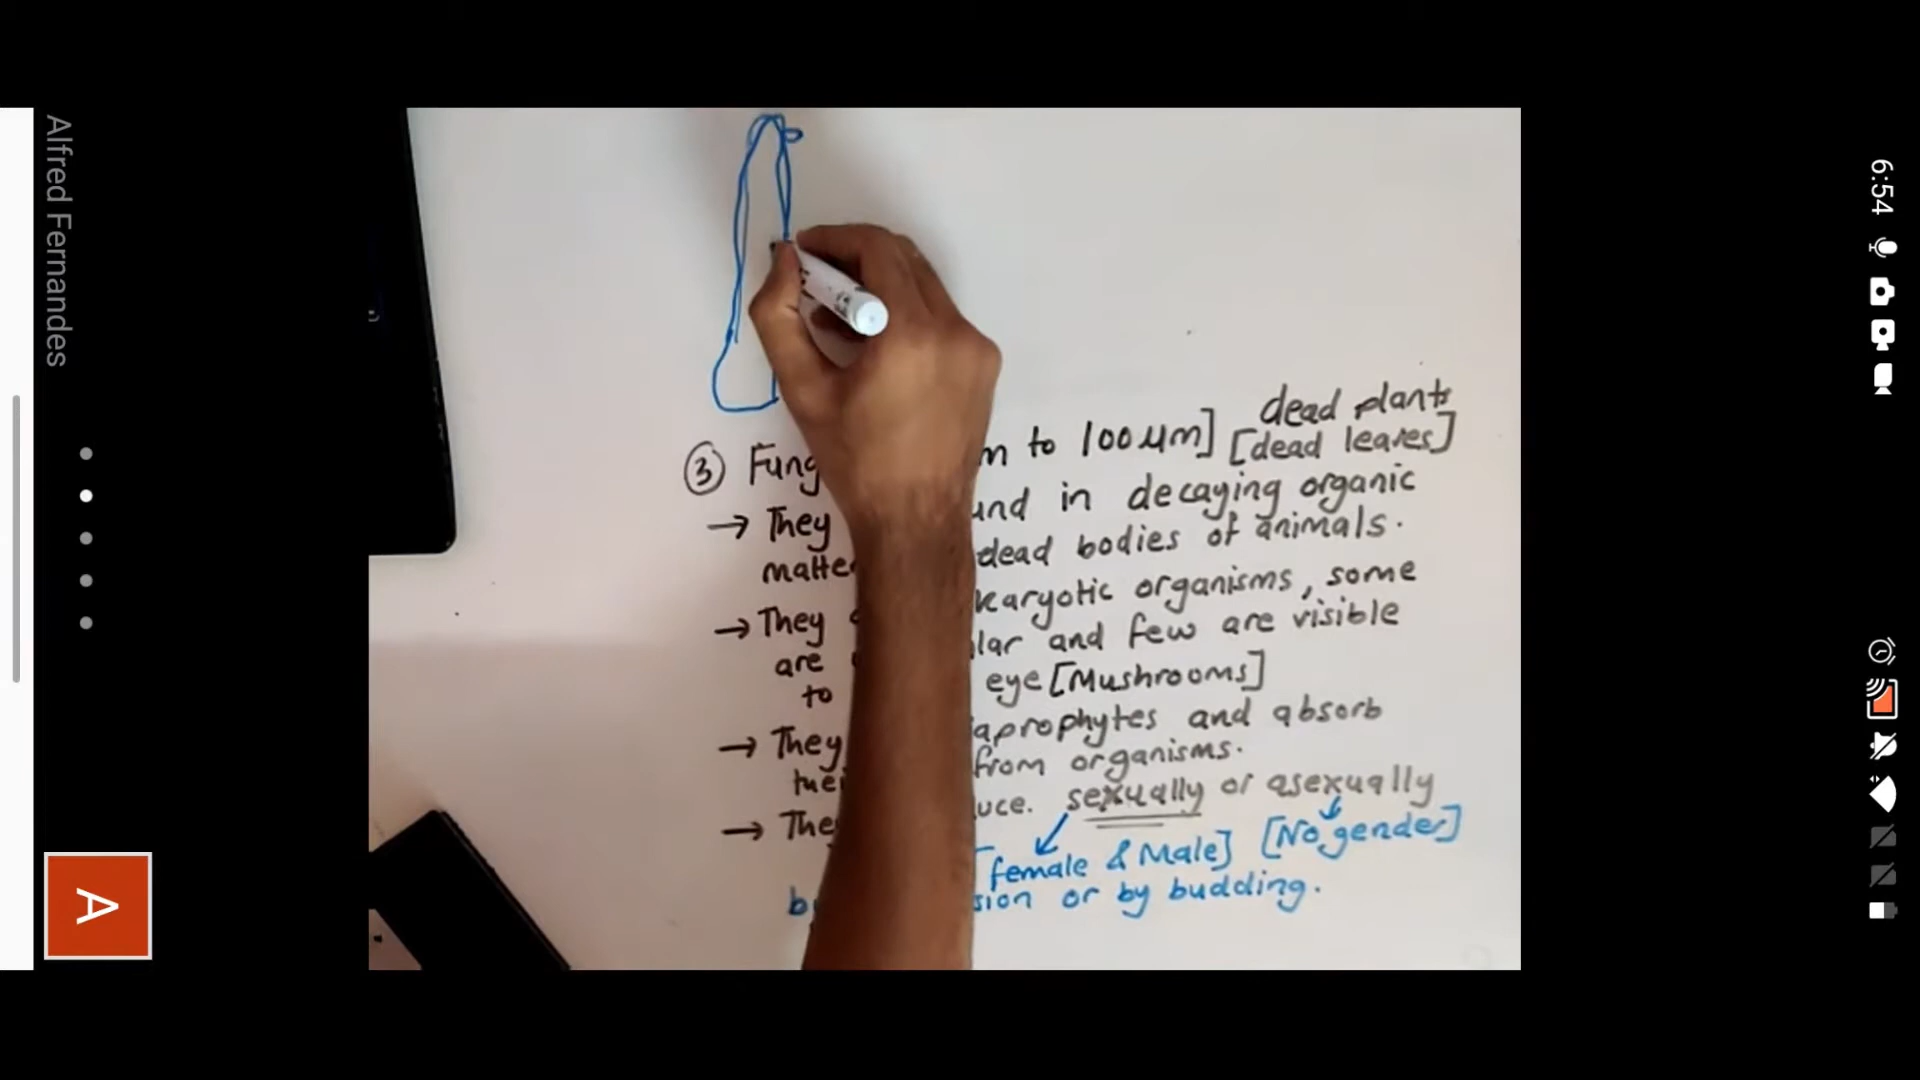 Alfred Fernandes
6:54
A
dead plants
③ Fung m to 100 μm] [dead leaves]
→ They und in decaying organic
matte dead bodies of animals.
→ They karyotic organisms, some
are lar and few are visible
to eye [Mushrooms]
→ They aprophytes and absorb
thei from organisms.
→ The uce. sexually or asexually
[female & Male] [No gender]
b sion or by budding.